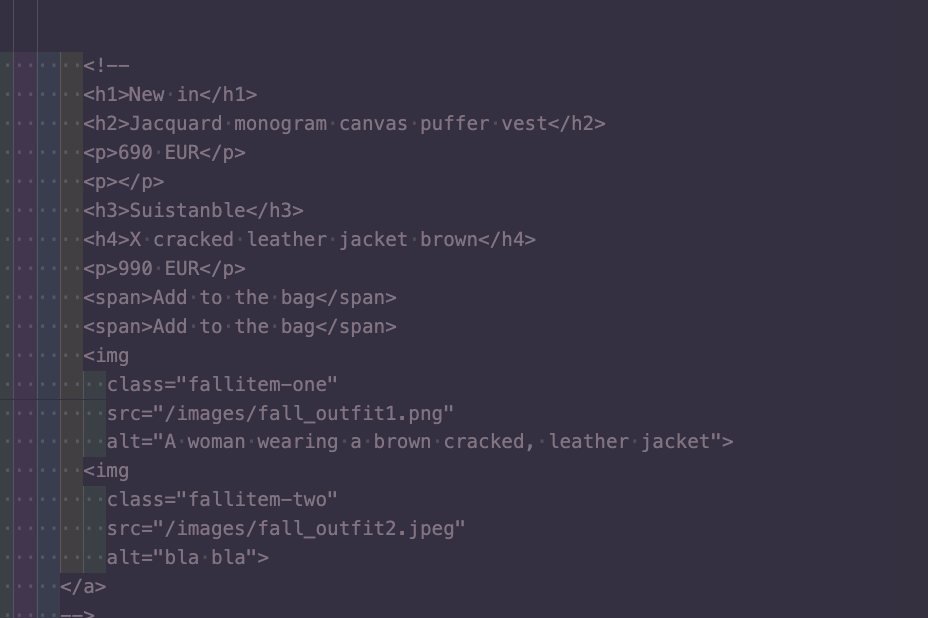 <!--
<h1>New in</h1>
<h2>Jacquard monogram canvas puffer vest</h2>
<p>690 EUR</p>
<p></p>
<h3>Suistanble</h3>
<h4>X cracked leather jacket brown</h4>
<p>990 EUR</p>
<span>Add to the bag</span>
<span>Add to the bag</span>
<img
class="fallitem-one"
src="/images/fall_outfit1.png"
alt="A woman wearing a brown cracked, leather jacket">
<img
class="fallitem-two"
src="/images/fall_outfit2.jpeg"
alt="bla bla">
</a>
-->